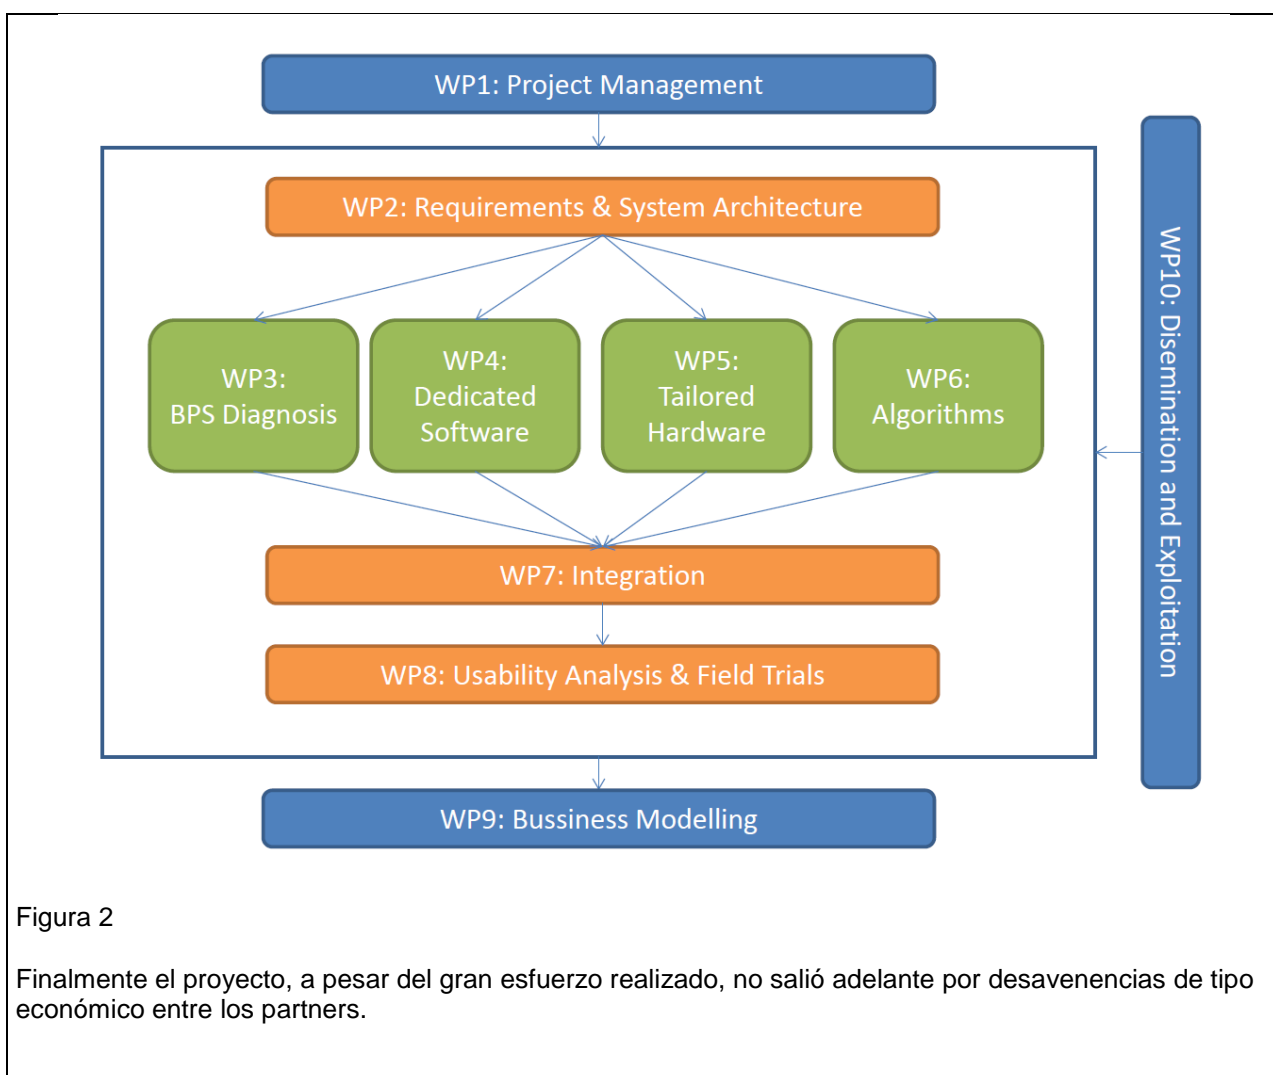 WP1: Project Management
WP2: Requirements & System Architecture
WP3:
BPS Diagnosis
WP4:
Dedicated
Software
WP5:
Tailored
Hardware
WP6:
Algorithms
WP7: Integration
WP8: Usability Analysis & Field Trials
WP9: Bussiness Modelling
WP10: Disemination and Exploitation
Figura 2
Finalmente el proyecto, a pesar del gran esfuerzo realizado, no salió adelante por desavenencias de tipo
económico entre los partners.